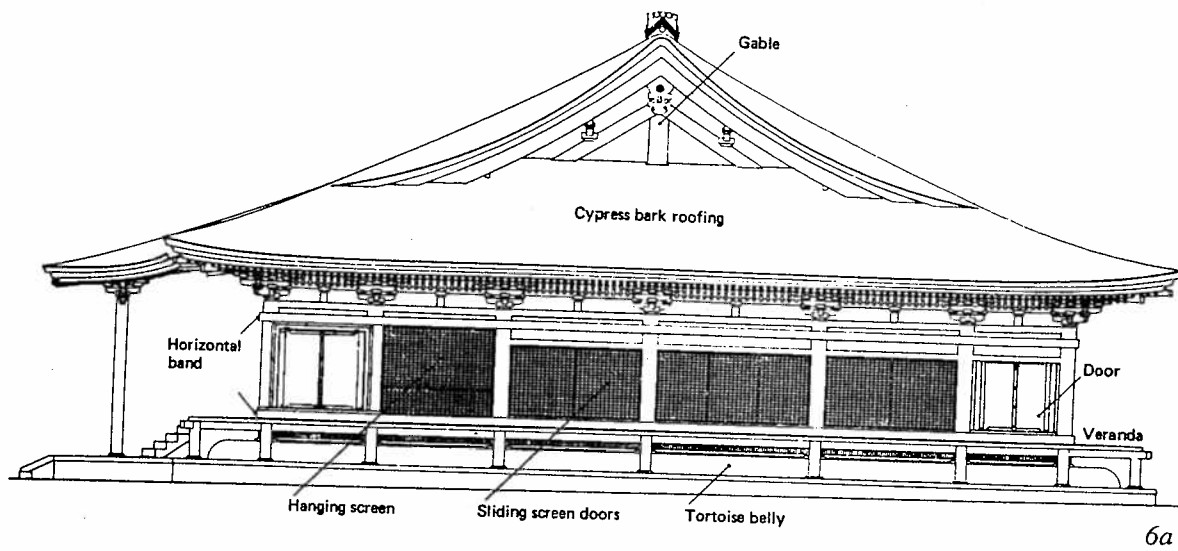 Gable
Cypress bark roofing
Horizontal
band
Door
Veranda
Hanging screen
Sliding screen doors
Tortoise belly
6a